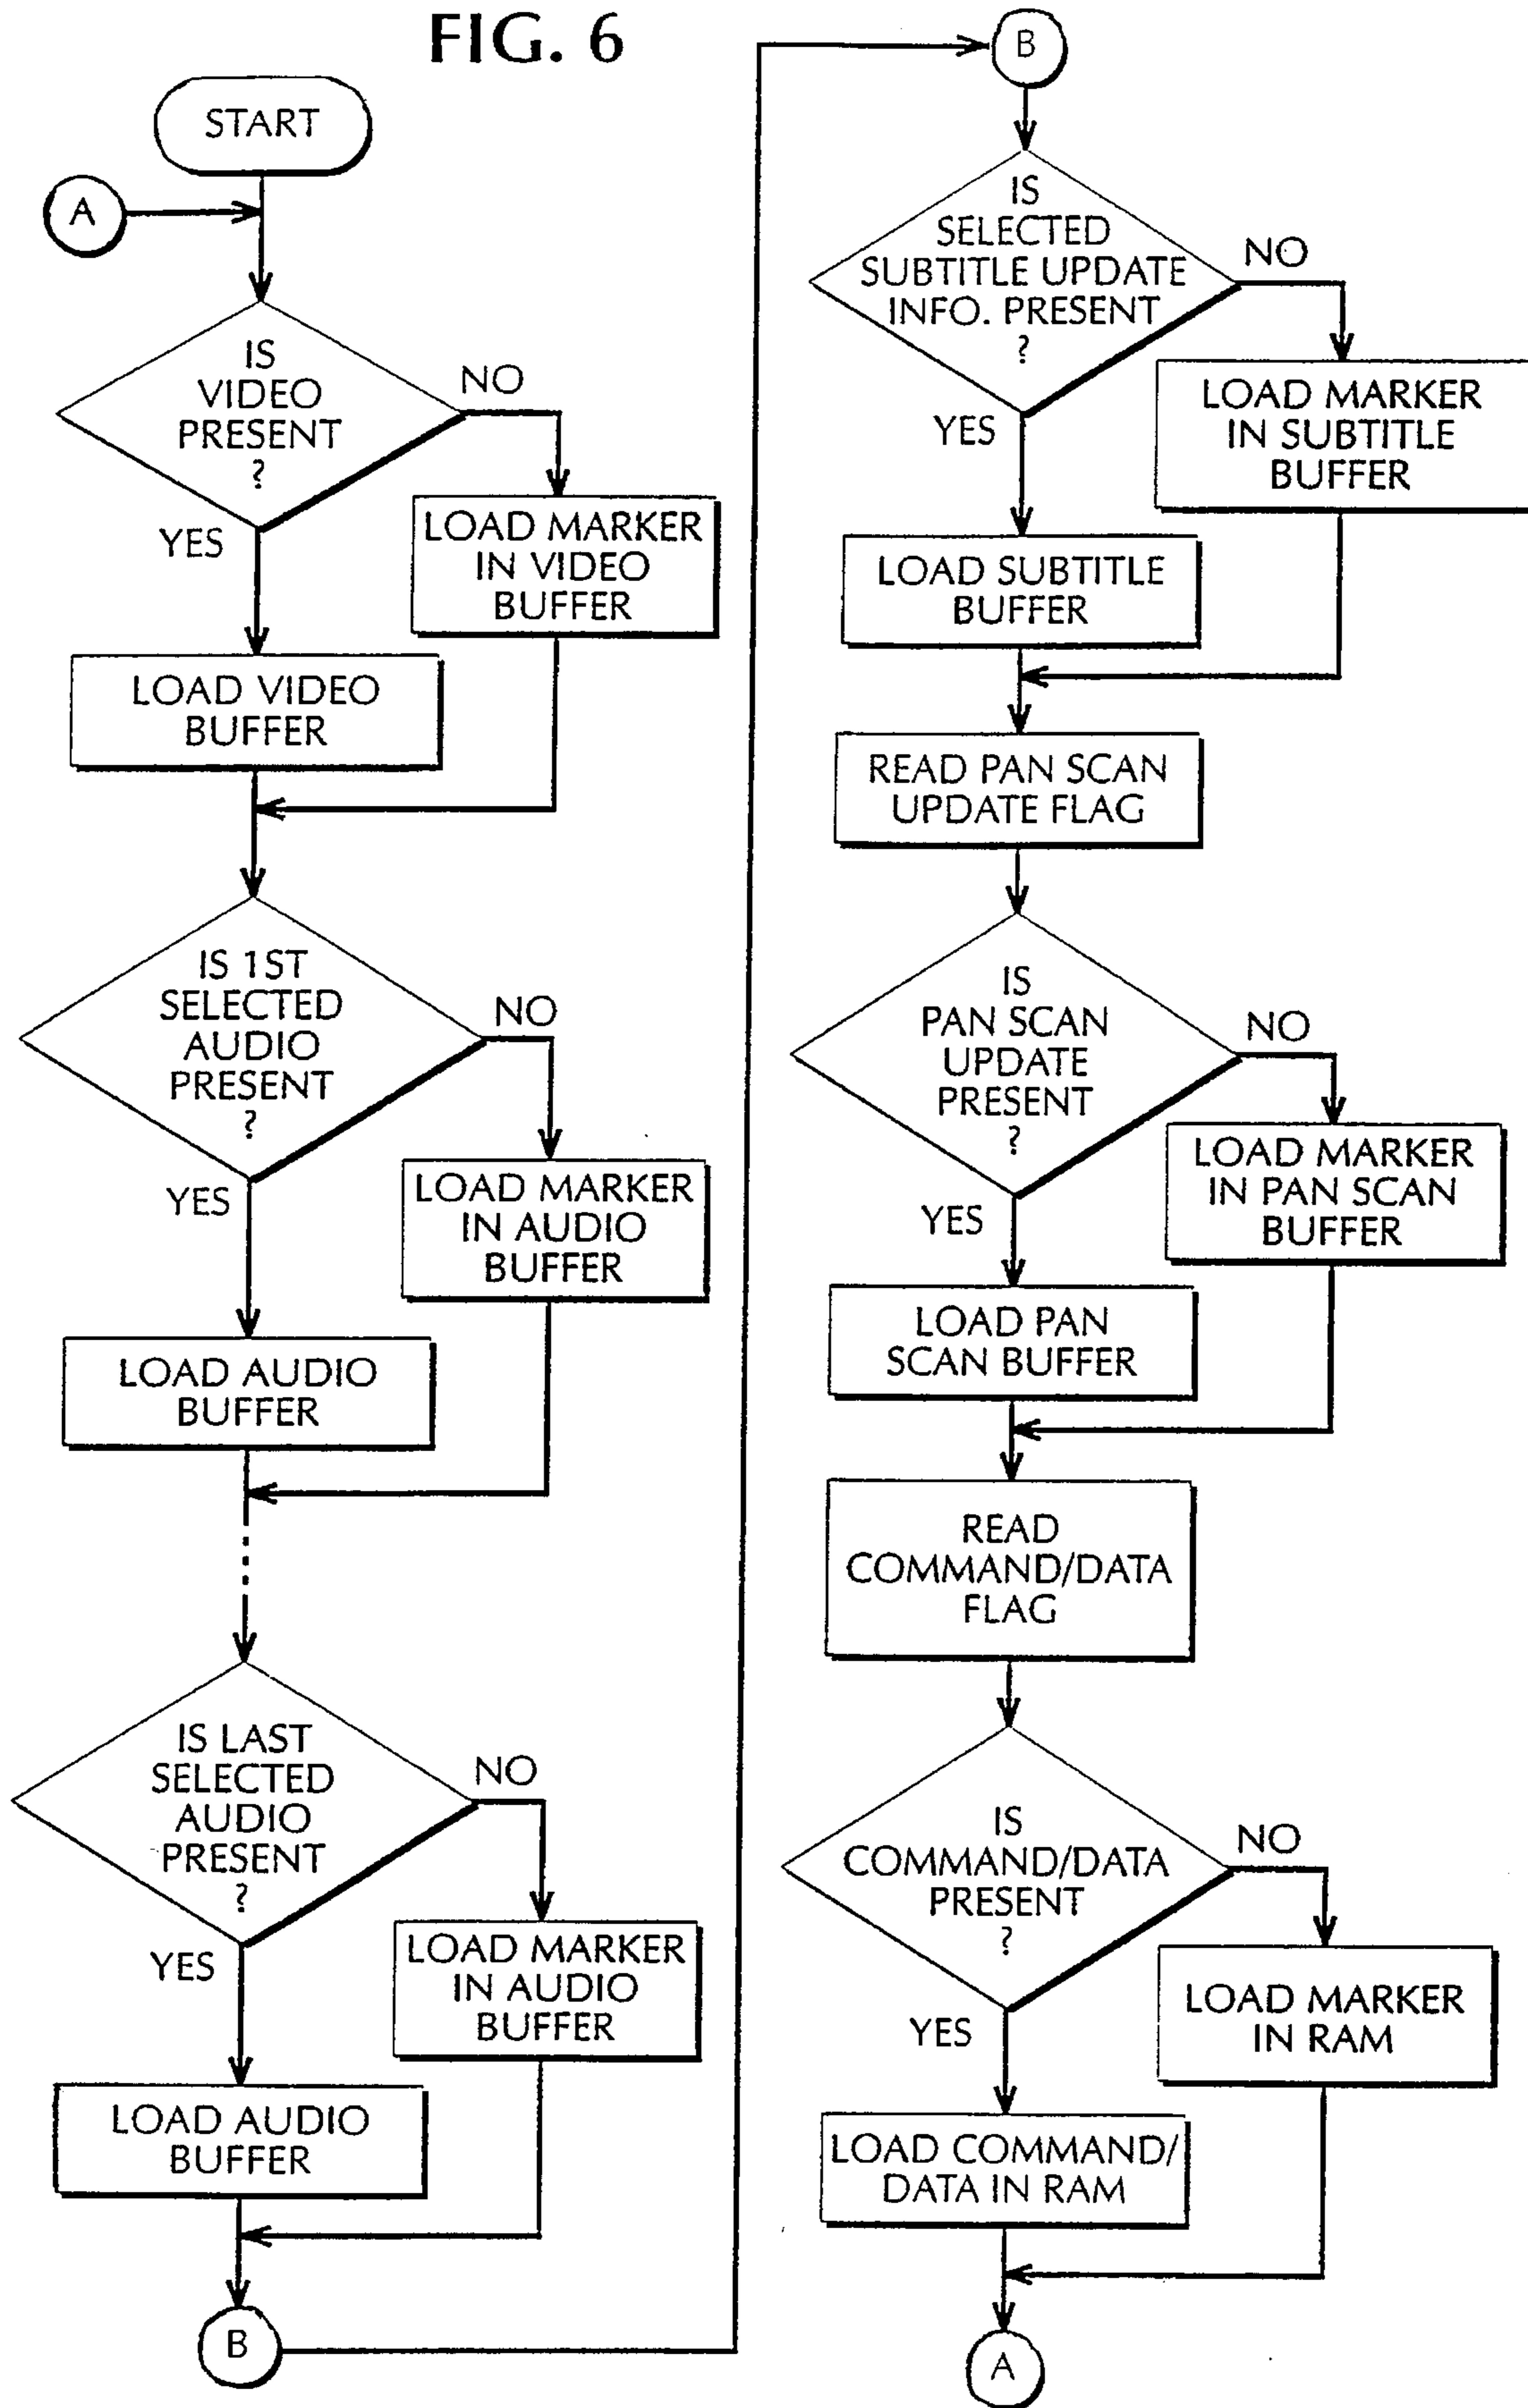 FIG. 6
START
A
IS
VIDEO
PRESENT
?
NO
YES
LOAD MARKER
IN VIDEO
BUFFER
LOAD VIDEO
BUFFER
IS 1ST
SELECTED
AUDIO
PRESENT
?
NO
YES
LOAD MARKER
IN AUDIO
BUFFER
LOAD AUDIO
BUFFER
IS LAST
SELECTED
AUDIO
PRESENT
?
NO
YES
LOAD MARKER
IN AUDIO
BUFFER
LOAD AUDIO
BUFFER
B
B
IS
SELECTED
SUBTITLE UPDATE
INFO. PRESENT
?
NO
YES
LOAD MARKER
IN SUBTITLE
BUFFER
LOAD SUBTITLE
BUFFER
READ PAN SCAN
UPDATE FLAG
IS
PAN SCAN
UPDATE
PRESENT
?
NO
YES
LOAD MARKER
IN PAN SCAN
BUFFER
LOAD PAN
SCAN BUFFER
READ
COMMAND/DATA
FLAG
IS
COMMAND/DATA
PRESENT
?
NO
YES
LOAD MARKER
IN RAM
LOAD COMMAND/
DATA IN RAM
A